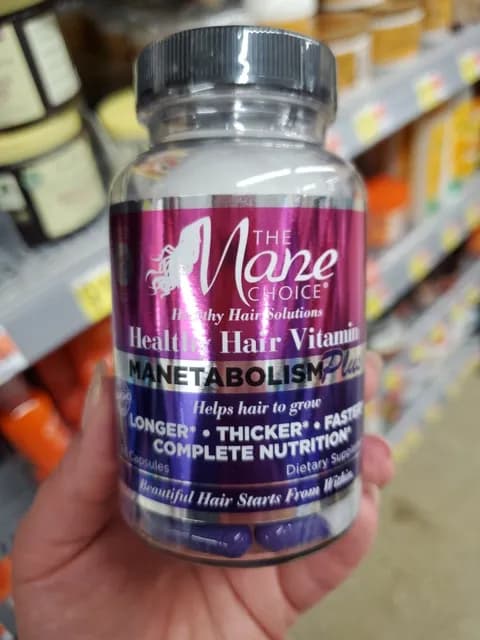 THE
Mane
CHOICE®
Healthy Hair Solutions
Healthy Hair Vitamin
MANETABOLISM Plus
Helps hair to grow
LONGER* • THICKER* • FASTER
COMPLETE NUTRITION*
Capsules
Dietary Supplem
Beautiful Hair Starts From Within.